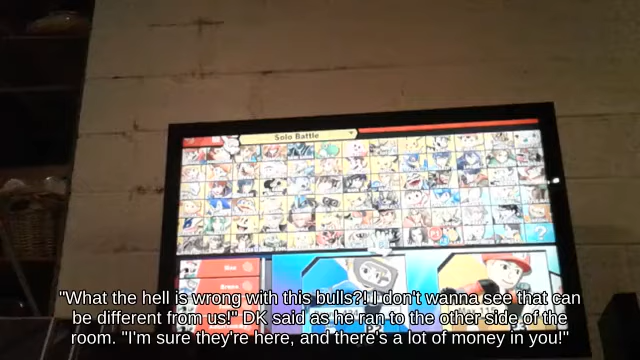 Solo Battle
"What the hell is wrong with this bulls?! I don't wanna see that can
be different from us!" DK said as he ran to the other side of the
room. "I'm sure they're here, and there's a lot of money in you!"